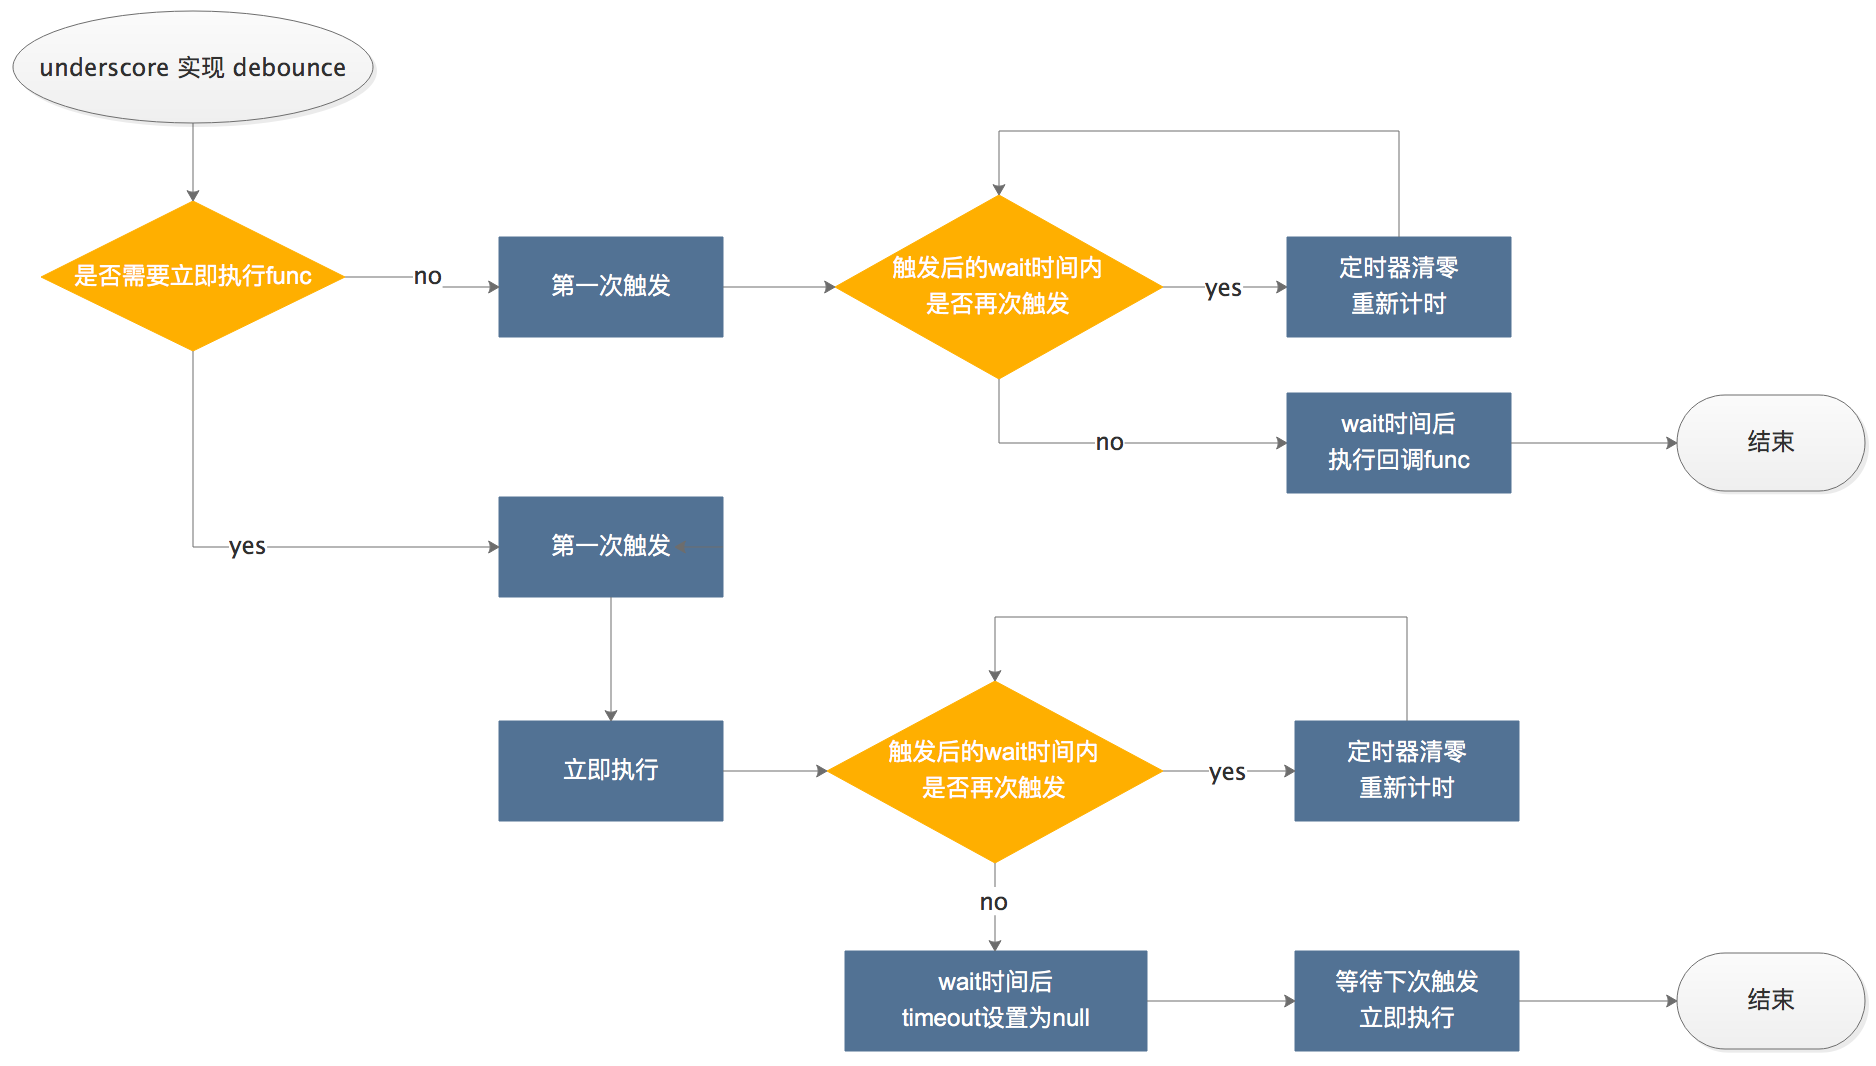 underscore 实现 debounce
是否需要立即执行func
no
第一次触发
触发后的wait时间内
是否再次触发
yes
定时器清零
重新计时
no
wait时间后
执行回调func
结束
yes
第一次触发
立即执行
触发后的wait时间内
是否再次触发
yes
定时器清零
重新计时
no
wait时间后
timeout设置为null
等待下次触发
立即执行
结束